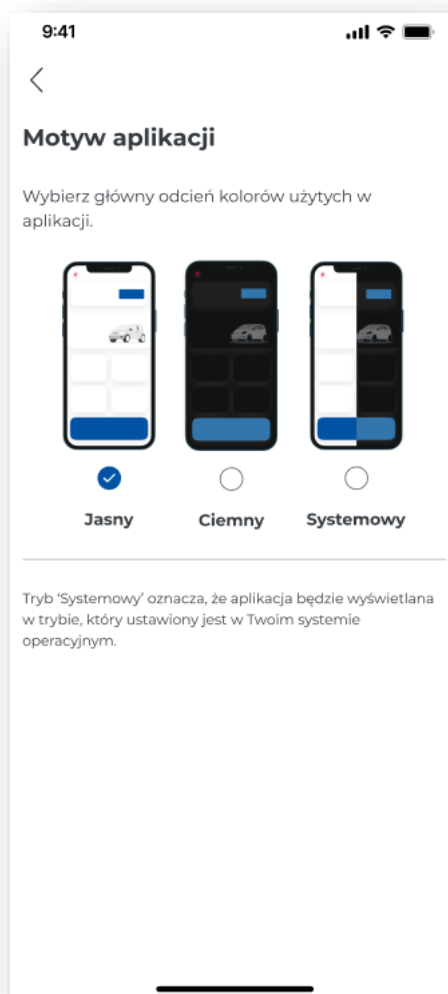 9:41
Motyw aplikacji
Wybierz główny odcień kolorów użytych w
aplikacji.
Jasny
Ciemny
Systemowy
Tryb ‘Systemowy’ oznacza, że aplikacja będzie wyświetlana
w trybie, który ustawiony jest w Twoim systemie
operacyjnym.